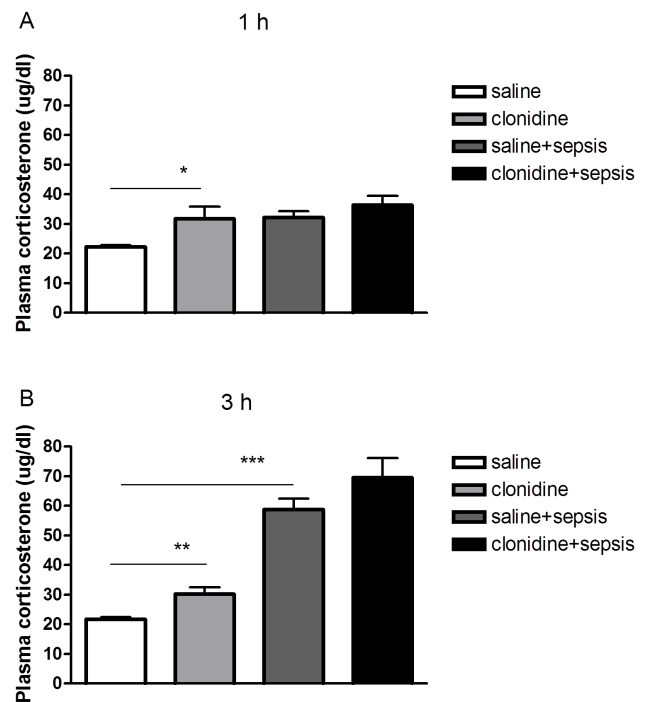 A
1 h
Plasma corticosterone (ug/dl)
80
70
60
50
40
30
20
10
0
*
saline
clonidine
saline+sepsis
clonidine+sepsis
B
3 h
Plasma corticosterone (ug/dl)
80
70
60
50
40
30
20
10
0
***
**
saline
clonidine
saline+sepsis
clonidine+sepsis